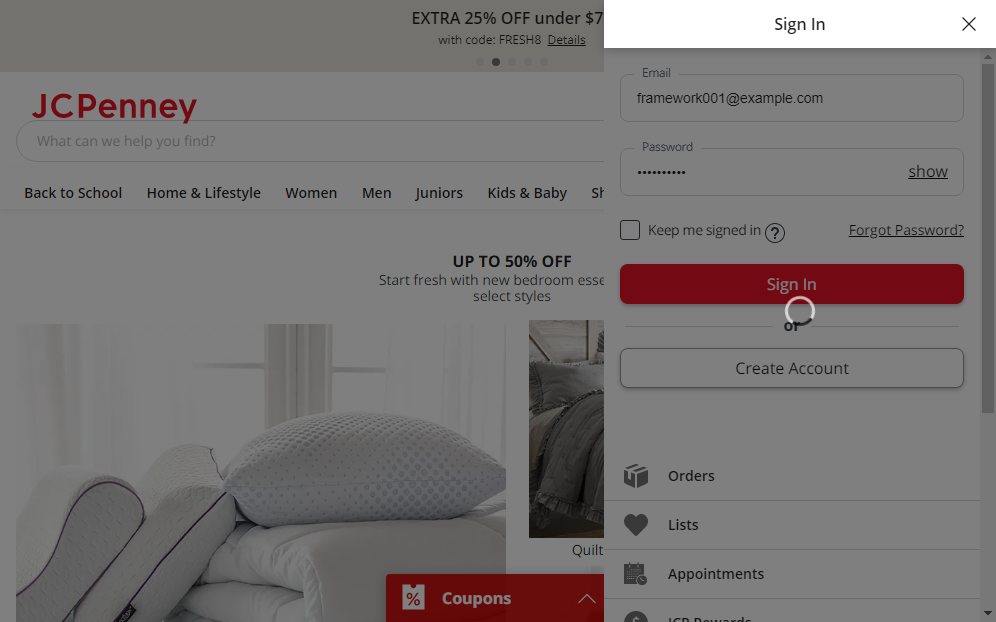 EXTRA 25% OFF under $7
with code: FRESH8 Details
JCPenney
What can we help you find?
Back to School Home & Lifestyle Women Men Juniors Kids & Baby Sh
UP TO 50% OFF
Start fresh with new bedroom esse
select styles
Quilt
Coupons
Sign In
Email
framework001@example.com
Password
••••••••••
show
Keep me signed in ?
Forgot Password?
Sign In
or
Create Account
Orders
Lists
Appointments
JCP Rewards